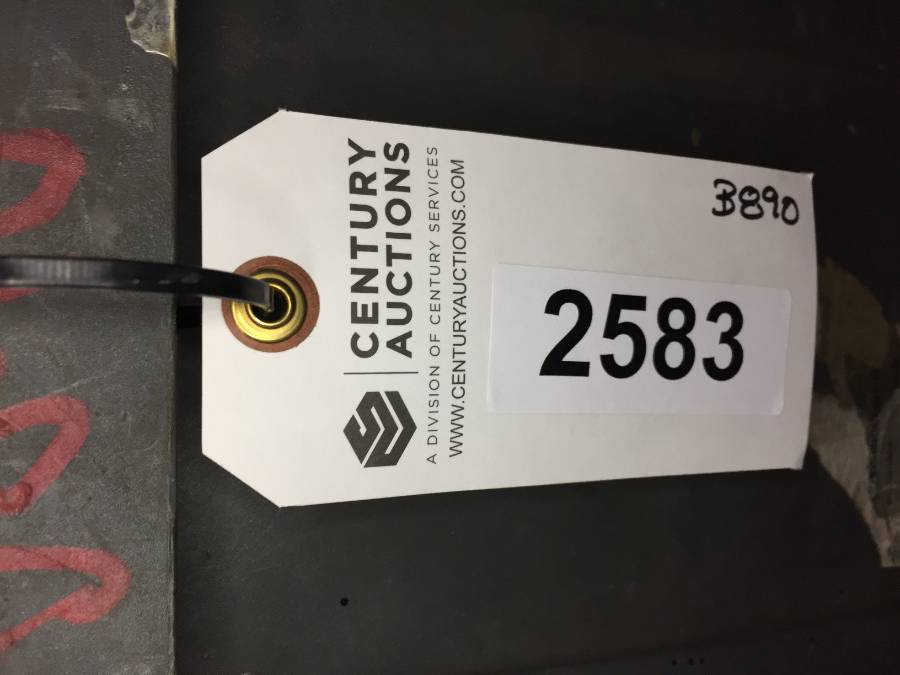 CENTURY
AUCTIONS
A DIVISION OF CENTURY SERVICES
WWW.CENTURYAUCTIONS.COM
B890
2583